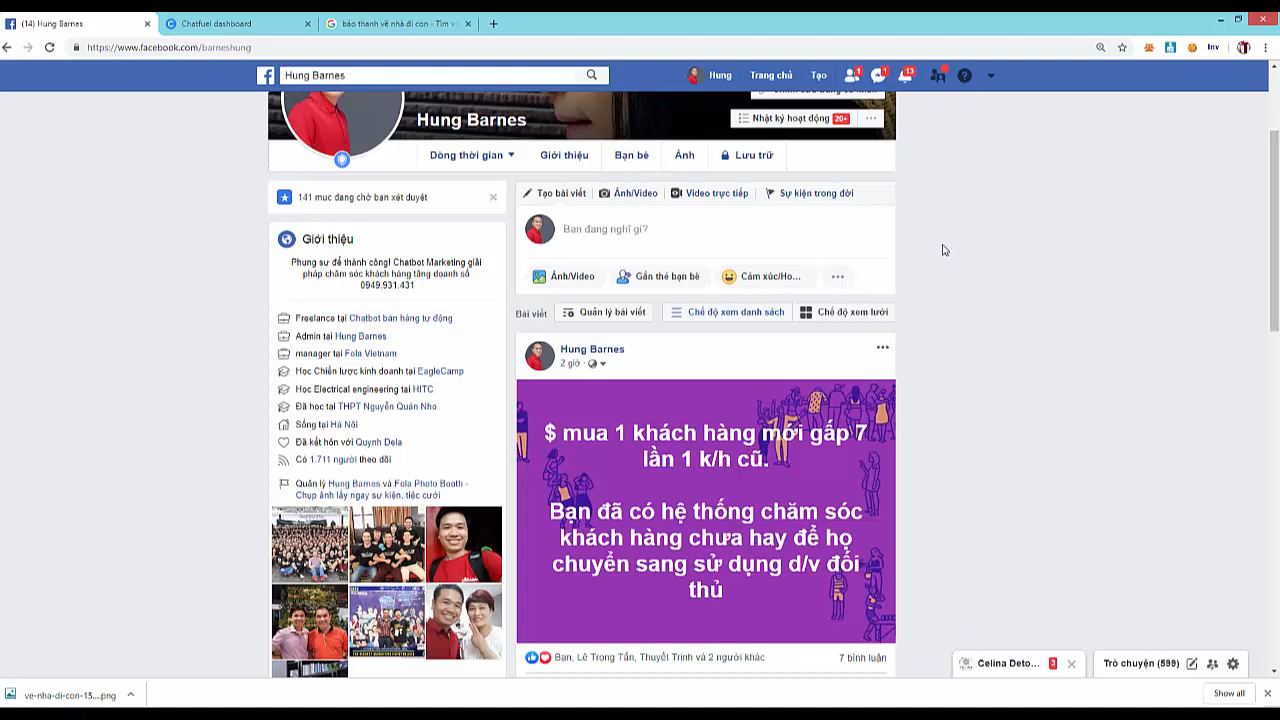 (14) Hung Barnes
Chatfuel dashboard
bảo thanh về nhà đi con - Tìm v
https://www.facebook.com/barneshung
Inv
Hung Barnes
Hung
Trang chủ
Tạo
1
1
13
Hung Barnes
Nhật ký hoạt động 20+
Dòng thời gian
Giới thiệu
Bạn bè
Ảnh
Lưu trữ
141 mục đang chờ bạn xét duyệt
Tạo bài viết
Ảnh/Video
Video trực tiếp
Sự kiện trong đời
Bạn đang nghĩ gì?
Giới thiệu
Phụng sự để thành công! Chatbot Marketing giải
pháp chăm sóc khách hàng tăng doanh số
0949.931.431
Ảnh/Video
Gắn thẻ bạn bè
Cảm xúc/Ho...
Bài viết
Quản lý bài viết
Chế độ xem danh sách
Chế độ xem lưới
Freelance tại Chatbot bán hàng tự động
Admin tại Hung Barnes
manager tại Fola Vietnam
Học Chiến lược kinh doanh tại EagleCamp
Học Electrical engineering tại HITC
Đã học tại THPT Nguyễn Quán Nho
Sống tại Hà Nội
Đã kết hôn với Quynh Dela
Có 1.711 người theo dõi
Quản lý Hung Barnes và Fola Photo Booth -
Chụp ảnh lấy ngay sự kiện, tiệc cưới
Hung Barnes
2 giờ
$ mua 1 khách hàng mới gấp 7
lần 1 k/h cũ.
Bạn đã có hệ thống chăm sóc
khách hàng chưa hay để họ
chuyển sang sử dụng d/v đối
thủ
Bạn, Lê Trọng Tấn, Thuyết Trịnh và 2 người khác
7 bình luận
Celina Deto... 3
Trò chuyện (599)
ve-nha-di-con-15....png
Show all